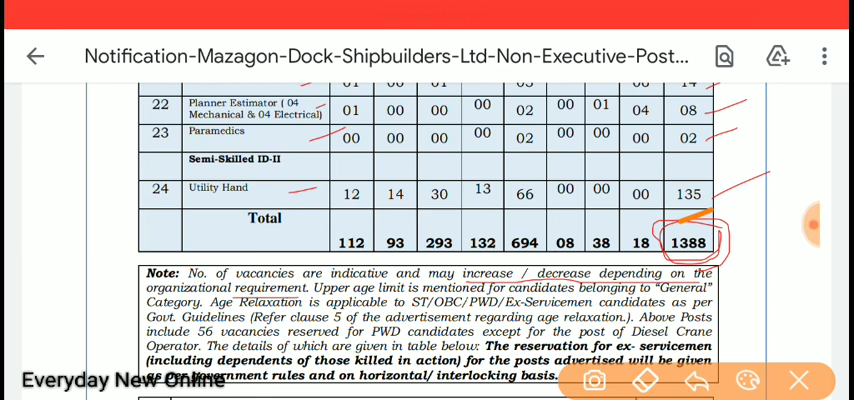 Notification-Mazagon-Dock-Shipbuilders-Ltd-Non-Executive-Post...
22 Planner Estimator ( 04 Mechanical & 04 Electrical) 01 00 00 00 02 00 01 04 08
23 Paramedics 00 00 00 00 02 00 00 00 02
Semi-Skilled ID-II
24 Utility Hand 12 14 30 13 66 00 00 00 135
Total 112 93 293 132 694 08 38 18 1388
Note: No. of vacancies are indicative and may increase / decrease depending on the
organizational requirement. Upper age limit is mentioned for candidates belonging to "General"
Category. Age Relaxation is applicable to ST/OBC/PWD/Ex-Servicemen candidates as per
Govt. Guidelines (Refer clause 5 of the advertisement regarding age relaxation.). Above Posts
include 56 vacancies reserved for PWD candidates except for the post of Diesel Crane
Operator. The details of which are given in table below: The reservation for ex- servicemen
(including dependents of those killed in action) for the posts advertised will be given
as per government rules and on horizontal/ interlocking basis.
Everyday New Online